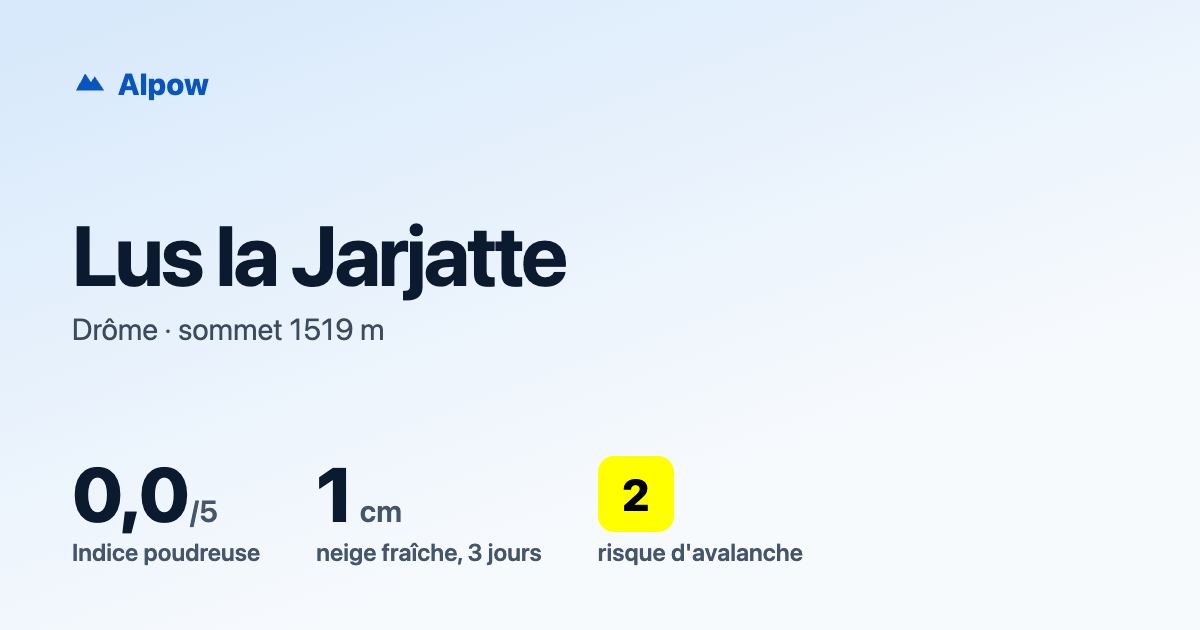 Alpow
Lus la Jarjatte
Drôme · sommet 1519 m
0,0/5
Indice poudreuse
1 cm
neige fraîche, 3 jours
2
risque d'avalanche